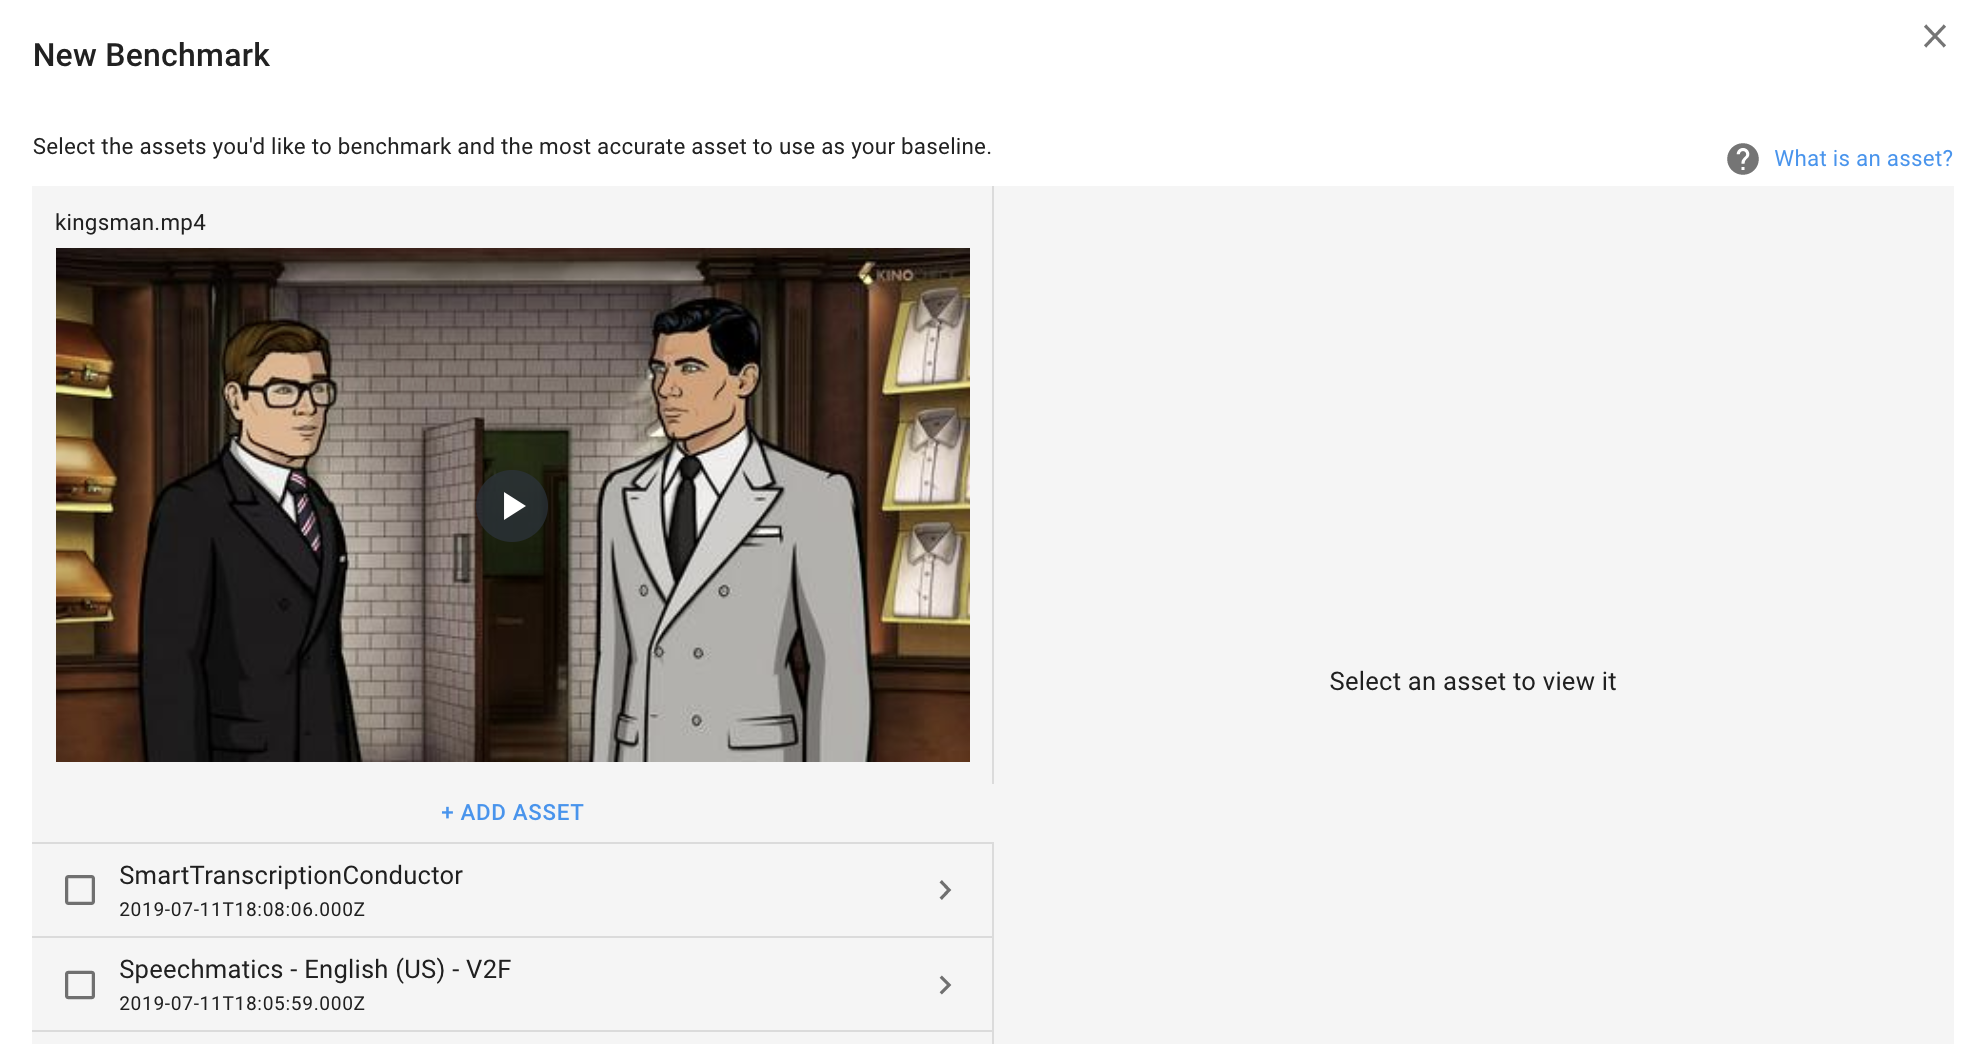 New Benchmark
Select the assets you'd like to benchmark and the most accurate asset to use as your baseline.
What is an asset?
kingsman.mp4
KINOCHECK
Select an asset to view it
+ ADD ASSET
SmartTranscriptionConductor
2019-07-11T18:08:06.000Z
Speechmatics - English (US) - V2F
2019-07-11T18:05:59.000Z